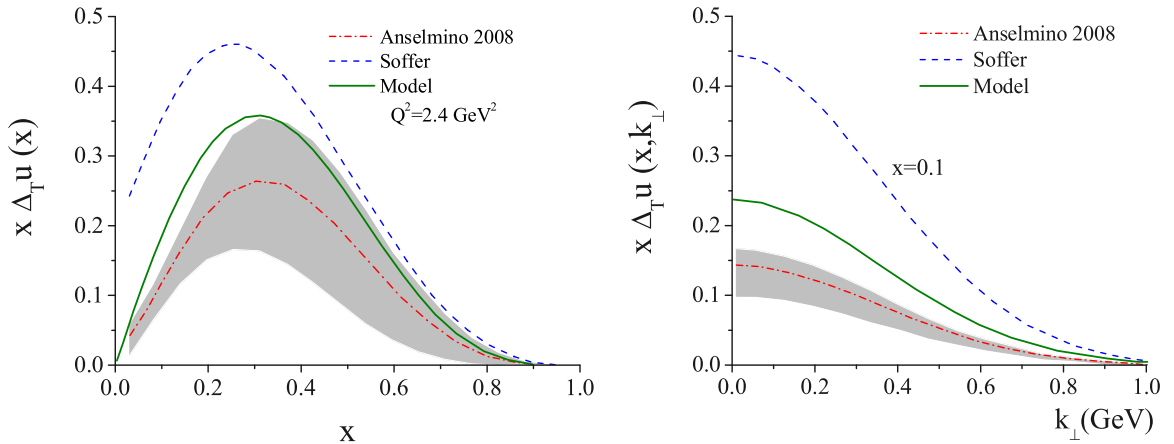 0.5
0.4
0.3
0.2
0.1
0.0
x Δ_T u (x)
Anselmino 2008
Soffer
Model
Q²=2.4 GeV²
0.0 0.2 0.4 0.6 0.8 1.0
x
0.5
0.4
0.3
0.2
0.1
0.0
x Δ_T u (x,k_⊥)
Anselmino 2008
Soffer
Model
x=0.1
0.0 0.2 0.4 0.6 0.8 1.0
k_⊥(GeV)